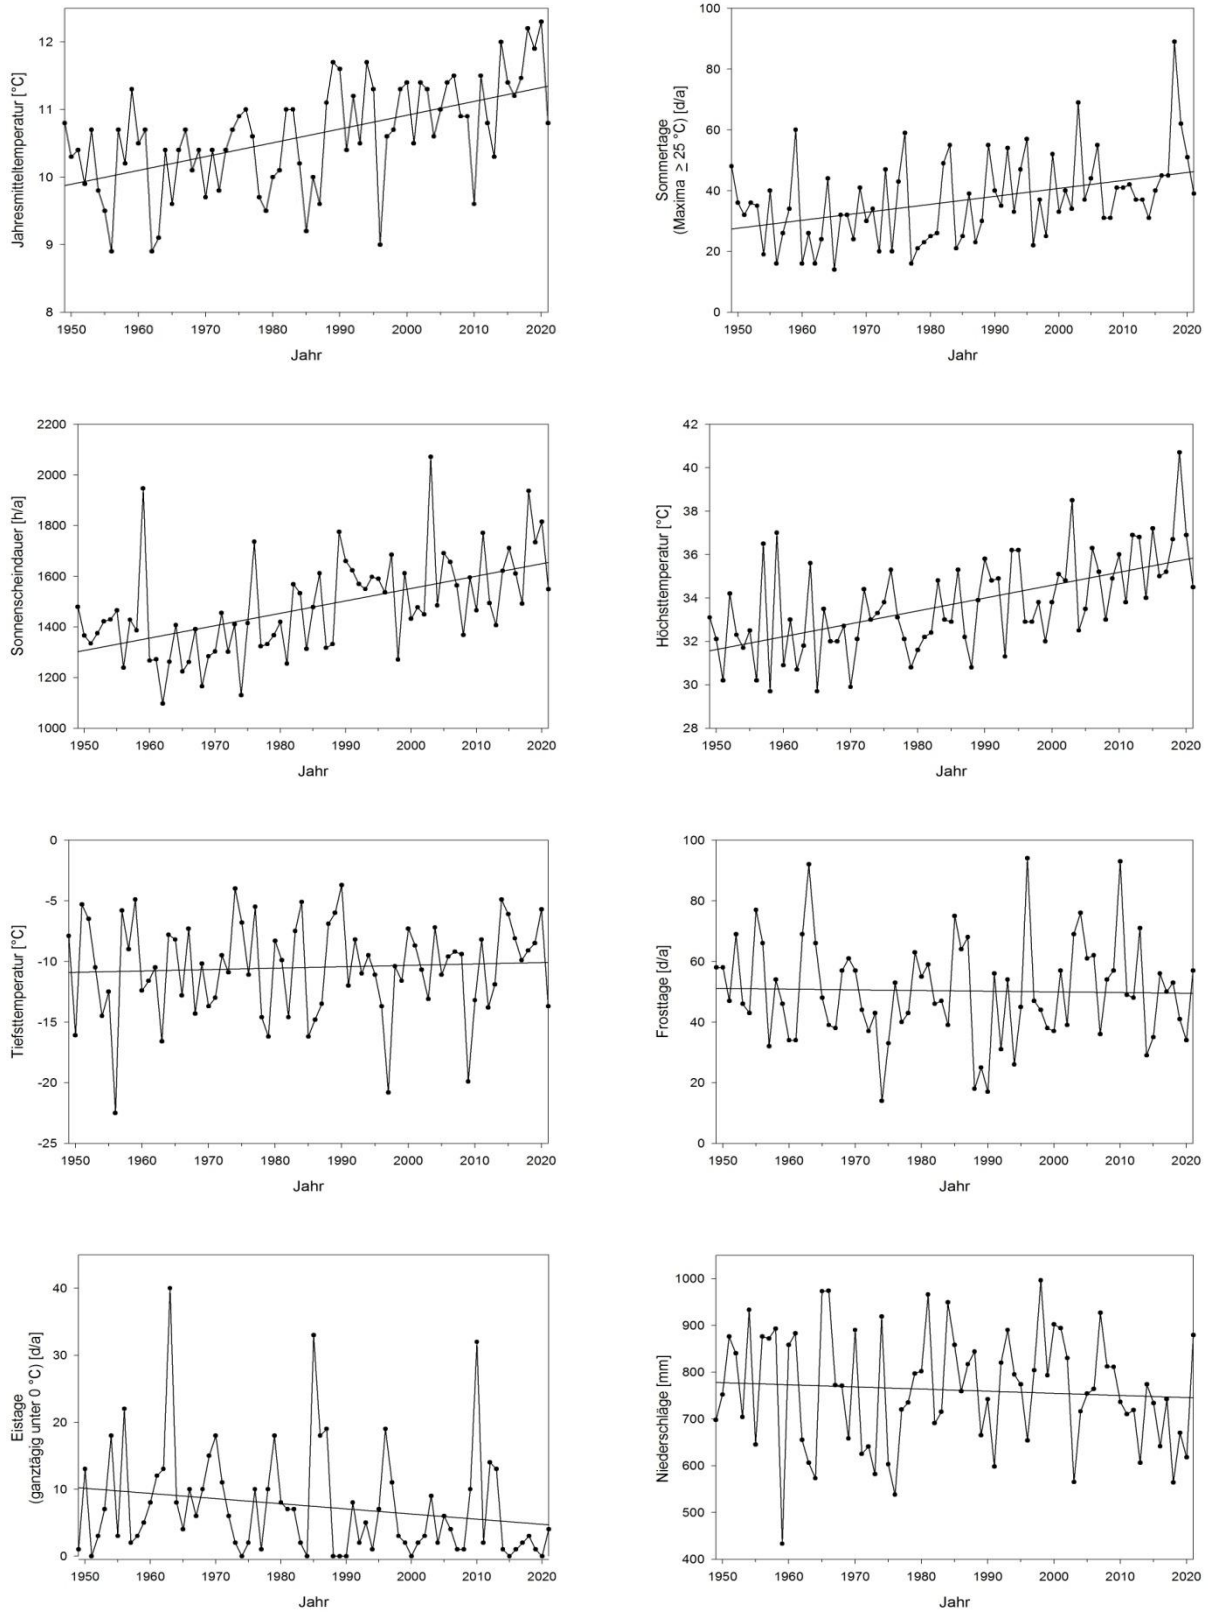 Jahresmitteltemperatur [°C]
12
11
10
9
8
1950 1960 1970 1980 1990 2000 2010 2020
Jahr
Sommertage
(Maxima ≥ 25 °C) [d/a]
100
80
60
40
20
0
1950 1960 1970 1980 1990 2000 2010 2020
Jahr
Sonnenscheindauer [h/a]
2200
2000
1800
1600
1400
1200
1000
1950 1960 1970 1980 1990 2000 2010 2020
Jahr
Höchsttemperatur [°C]
42
40
38
36
34
32
30
28
1950 1960 1970 1980 1990 2000 2010 2020
Jahr
Tiefsttemperatur [°C]
0
-5
-10
-15
-20
-25
1950 1960 1970 1980 1990 2000 2010 2020
Jahr
Frosttage [d/a]
100
80
60
40
20
0
1950 1960 1970 1980 1990 2000 2010 2020
Jahr
Eistage
(ganztägig unter 0 °C) [d/a]
40
30
20
10
0
1950 1960 1970 1980 1990 2000 2010 2020
Jahr
Niederschläge [mm]
1000
900
800
700
600
500
400
1950 1960 1970 1980 1990 2000 2010 2020
Jahr